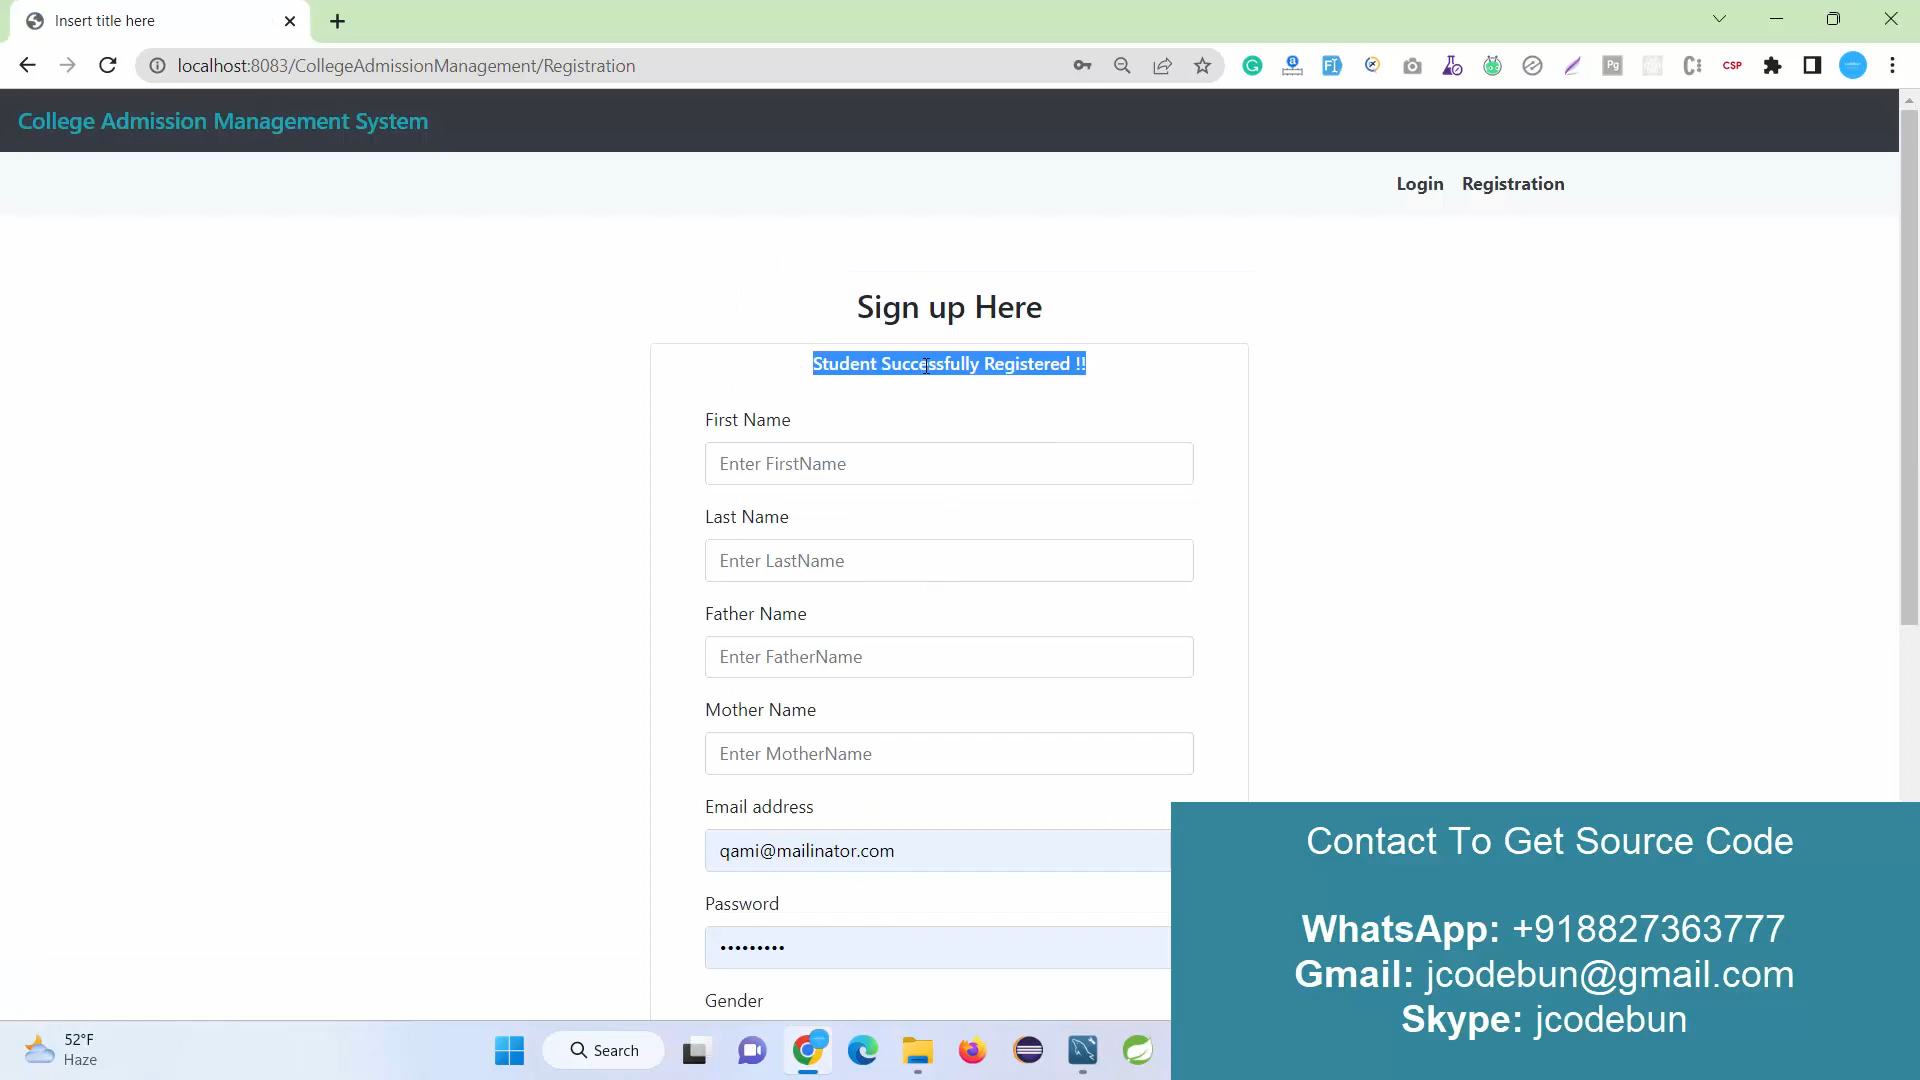 Insert title here
localhost:8083/CollegeAdmissionManagement/Registration
CSP
Pg
College Admission Management System
Login Registration
Sign up Here
Student Successfully Registered !!
First Name
Enter FirstName
Last Name
Enter LastName
Father Name
Enter FatherName
Mother Name
Enter MotherName
Email address
qami@mailinator.com
Password
•••••••••
Gender
Contact To Get Source Code
WhatsApp: +918827363777
Gmail: jcodebun@gmail.com
Skype: jcodebun
52°F
Haze
Search